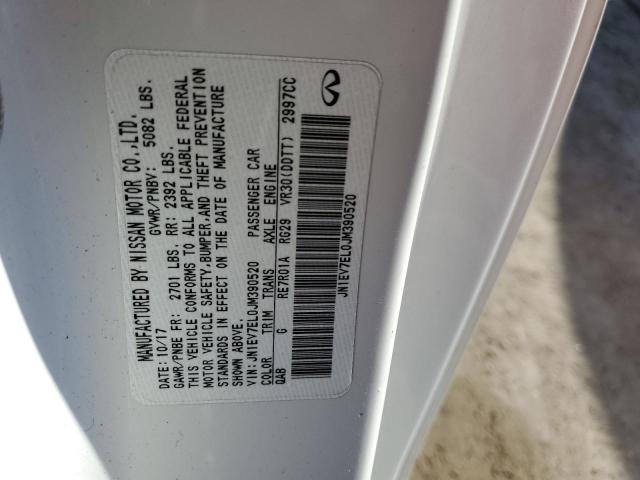 MANUFACTURED BY NISSAN MOTOR CO.,LTD.
DATE: 10/17 GVWR/PNBV: 5082 LBS.
GAWR/PNBE FR: 2701 LBS. RR: 2392 LBS.
THIS VEHICLE CONFORMS TO ALL APPLICABLE FEDERAL
MOTOR VEHICLE SAFETY,BUMPER,AND THEFT PREVENTION
STANDARDS IN EFFECT ON THE DATE OF MANUFACTURE
SHOWN ABOVE.
VIN: JN1EV7EL0JM390520 PASSENGER CAR
COLOR TRIM TRANS AXLE ENGINE
QAB G RE7R01A RG29 VR30(DDTT) 2997CC
JN1EV7EL0JM390520